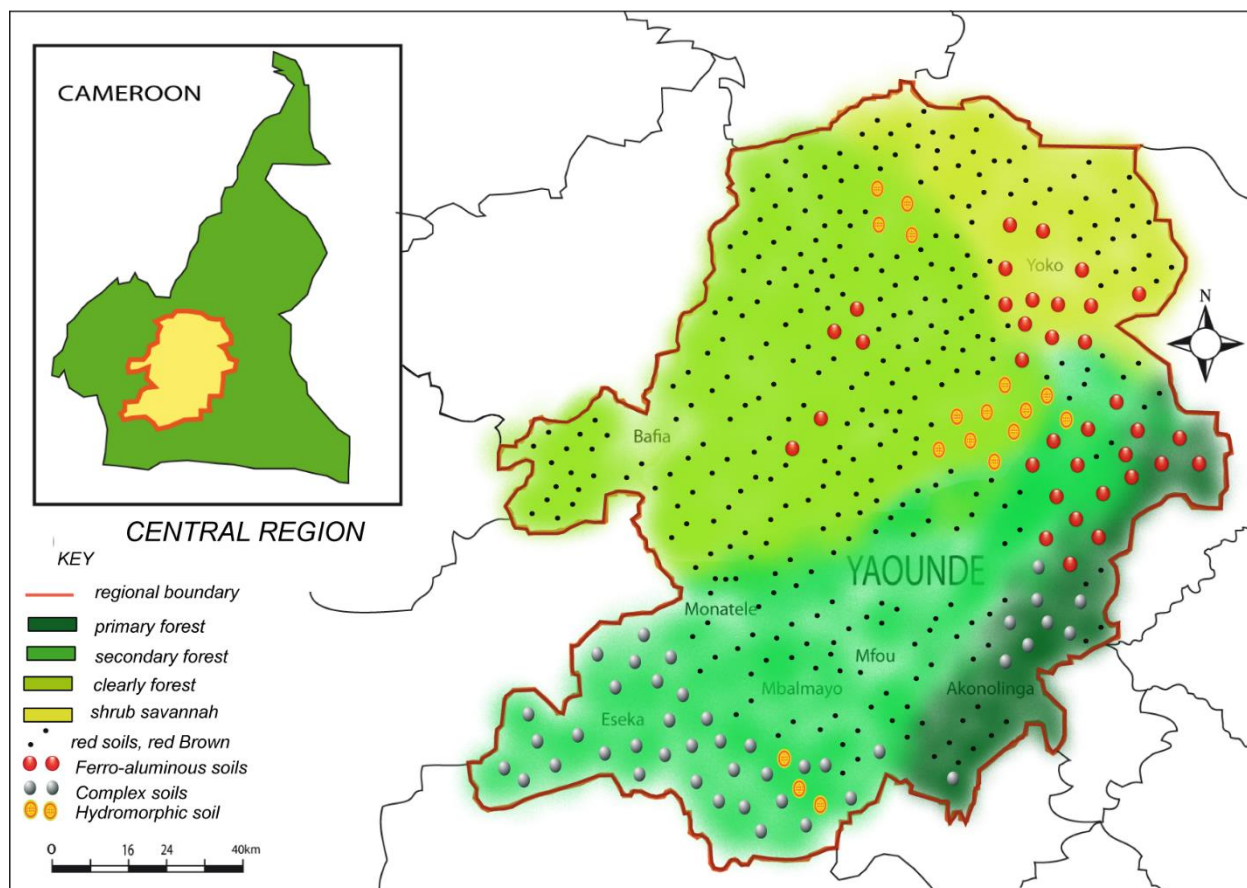 CAMEROON
CENTRAL REGION
KEY
regional boundary
primary forest
secondary forest
clearly forest
shrub savannah
red soils, red Brown
Ferro-aluminous soils
Complex soils
Hydromorphic soil
0 16 24 40km
N
Yoko
Bafia
YAOUNDE
Monatele
Mfou
Mbalmayo
Akonolinga
Eseka